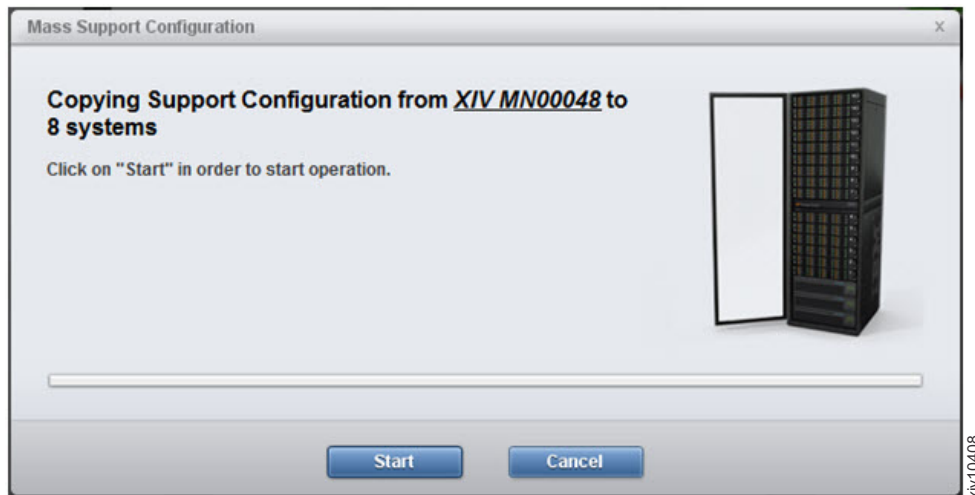 Mass Support Configuration
x
Copying Support Configuration from XIV MN00048 to
8 systems
Click on "Start" in order to start operation.
Start
Cancel
xiv10408